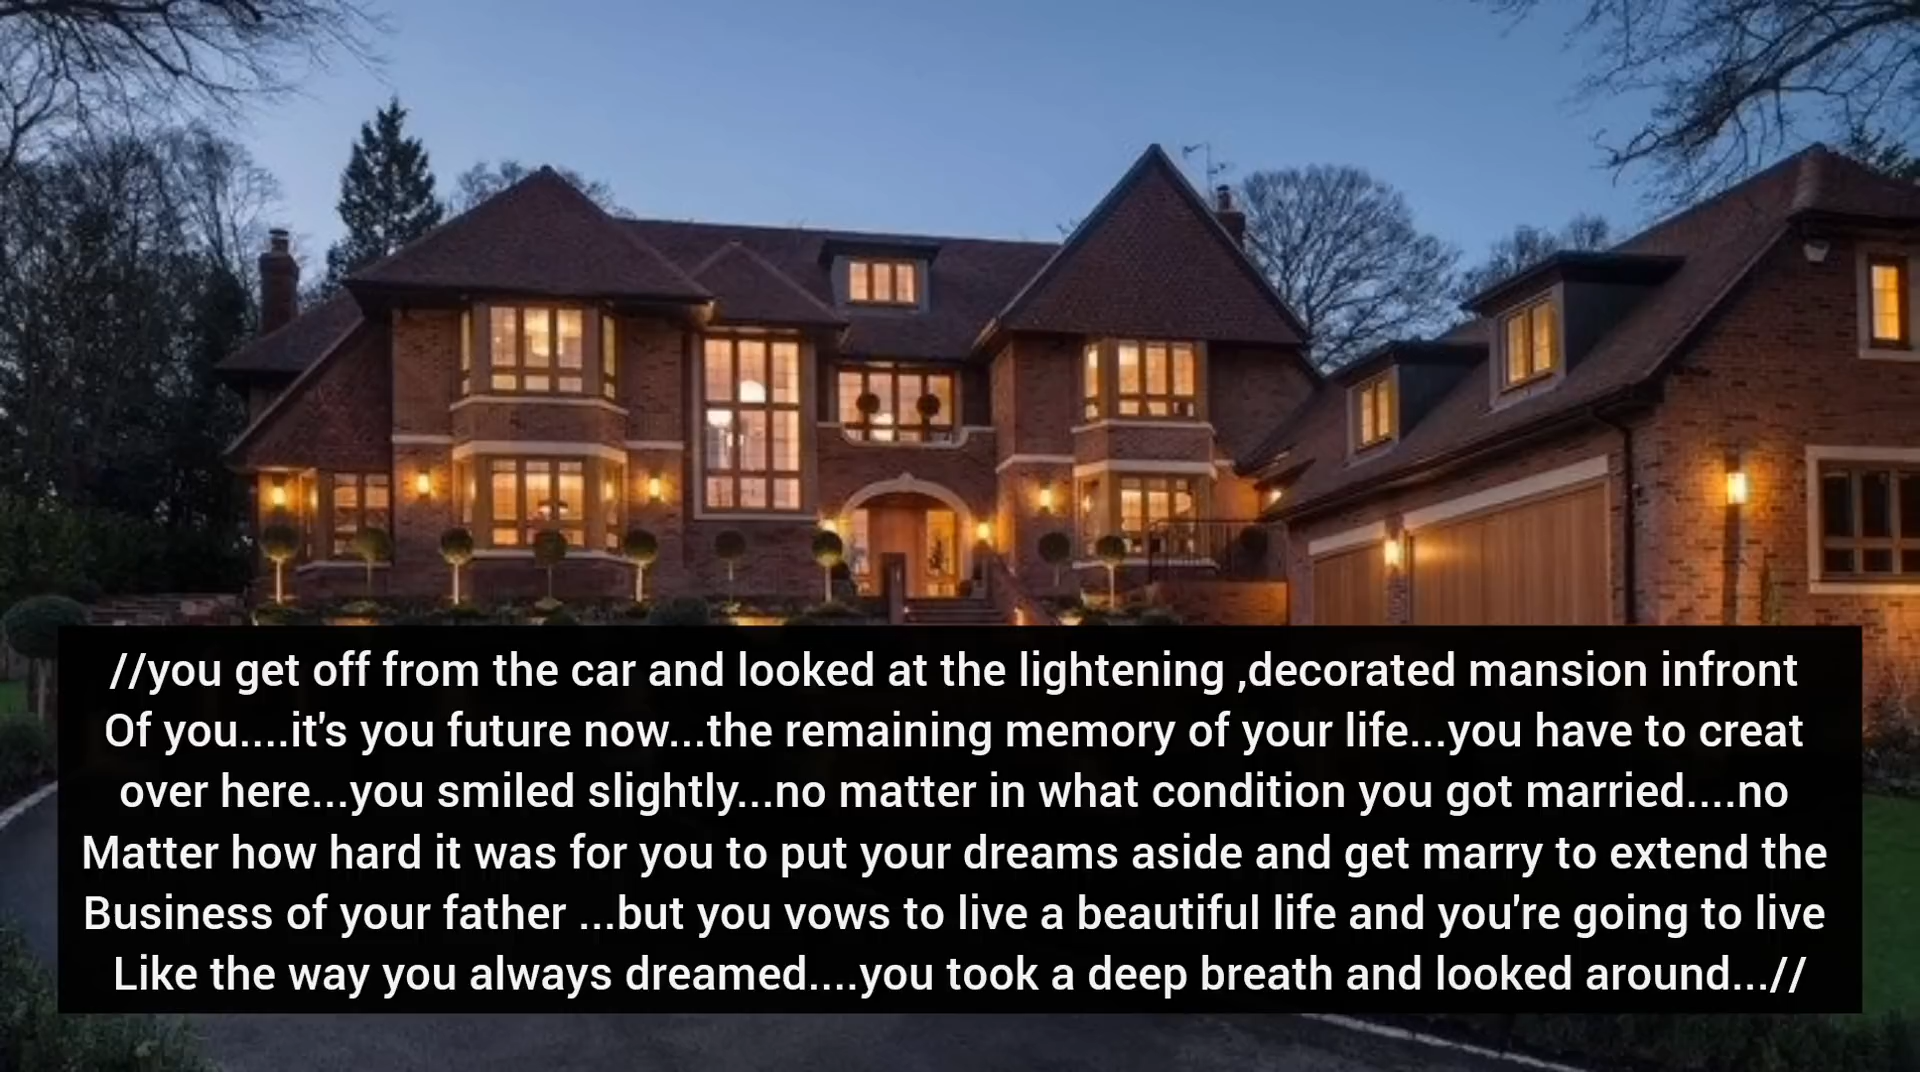 //you get off from the car and looked at the lightening ,decorated mansion infront
Of you....it's you future now...the remaining memory of your life...you have to creat
over here...you smiled slightly...no matter in what condition you got married....no
Matter how hard it was for you to put your dreams aside and get marry to extend the
Business of your father ...but you vows to live a beautiful life and you're going to live
Like the way you always dreamed....you took a deep breath and looked around...//